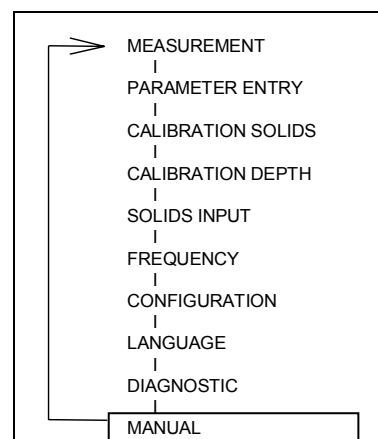 MEASUREMENT
PARAMETER ENTRY
CALIBRATION SOLIDS
CALIBRATION DEPTH
SOLIDS INPUT
FREQUENCY
CONFIGURATION
LANGUAGE
DIAGNOSTIC
MANUAL